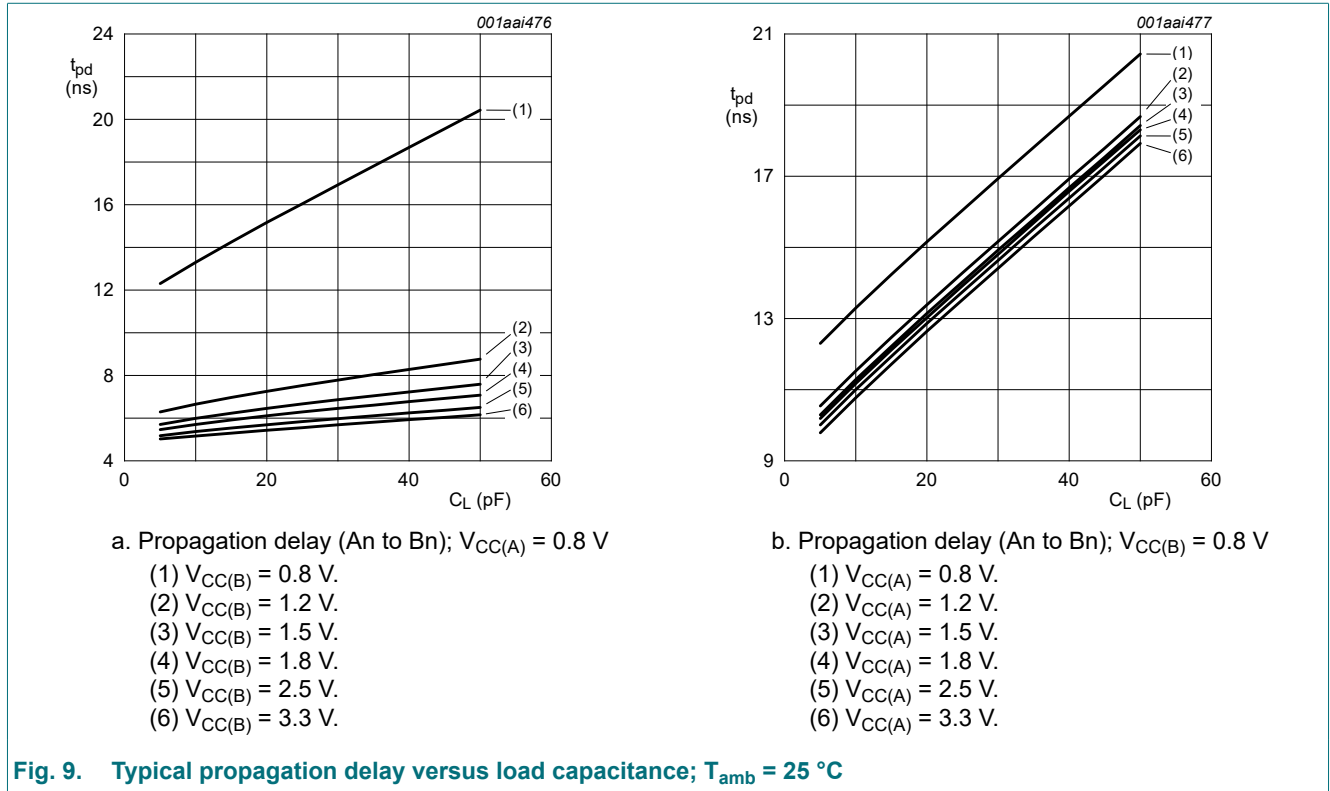 001aai476
24
t_pd
(ns)
20
16
12
8
4
0
20
40
60
C_L (pF)
(1)
(2)
(3)
(4)
(5)
(6)
a. Propagation delay (An to Bn); V_CC(A) = 0.8 V
(1) V_CC(B) = 0.8 V.
(2) V_CC(B) = 1.2 V.
(3) V_CC(B) = 1.5 V.
(4) V_CC(B) = 1.8 V.
(5) V_CC(B) = 2.5 V.
(6) V_CC(B) = 3.3 V.
001aai477
21
t_pd
(ns)
17
13
9
0
20
40
60
C_L (pF)
(1)
(2)
(3)
(4)
(5)
(6)
b. Propagation delay (An to Bn); V_CC(B) = 0.8 V
(1) V_CC(A) = 0.8 V.
(2) V_CC(A) = 1.2 V.
(3) V_CC(A) = 1.5 V.
(4) V_CC(A) = 1.8 V.
(5) V_CC(A) = 2.5 V.
(6) V_CC(A) = 3.3 V.
Fig. 9. Typical propagation delay versus load capacitance; T_amb = 25 °C